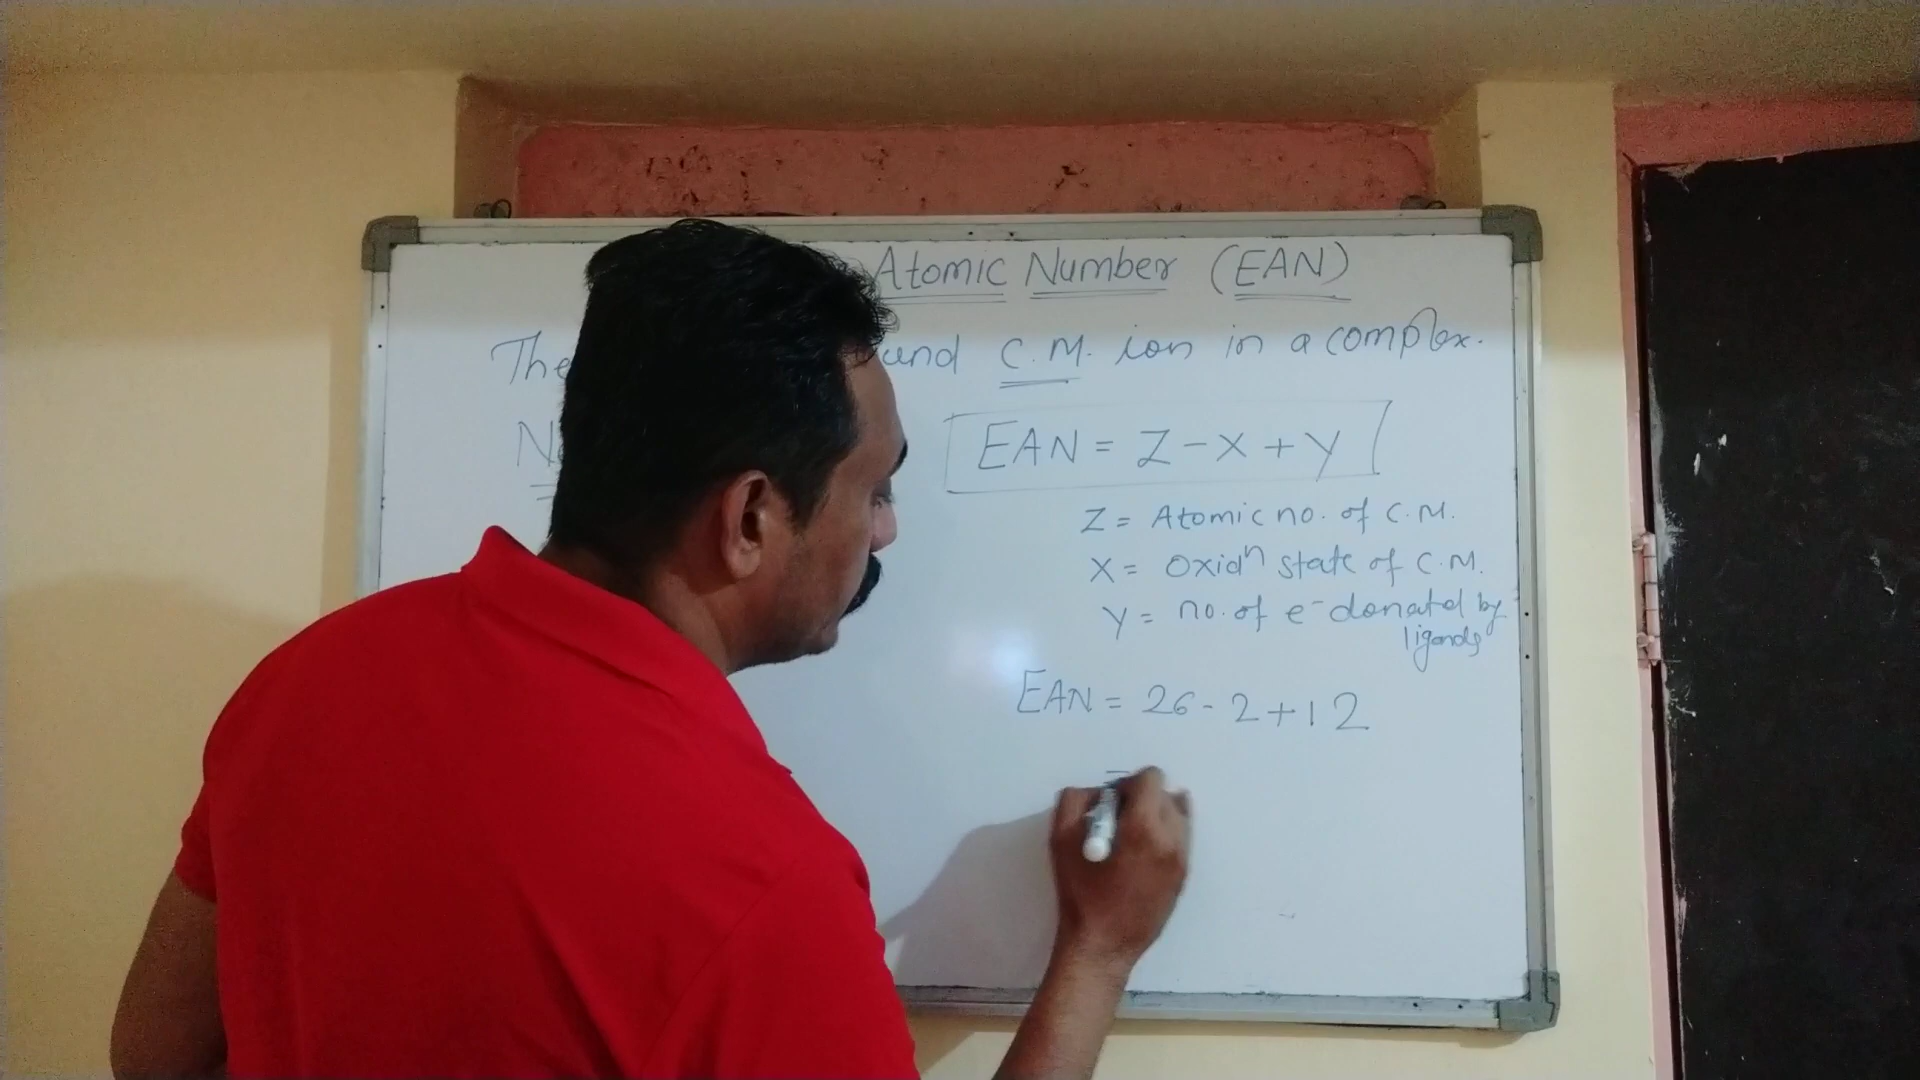 Atomic Number (EAN)
The und C.M. ion in a complex.
N EAN = Z - X + Y
Z = Atomic no. of C.M.
X = Oxidⁿ state of C.M.
Y = no. of e⁻ donated by
ligands
EAN = 26 - 2 + 12
=